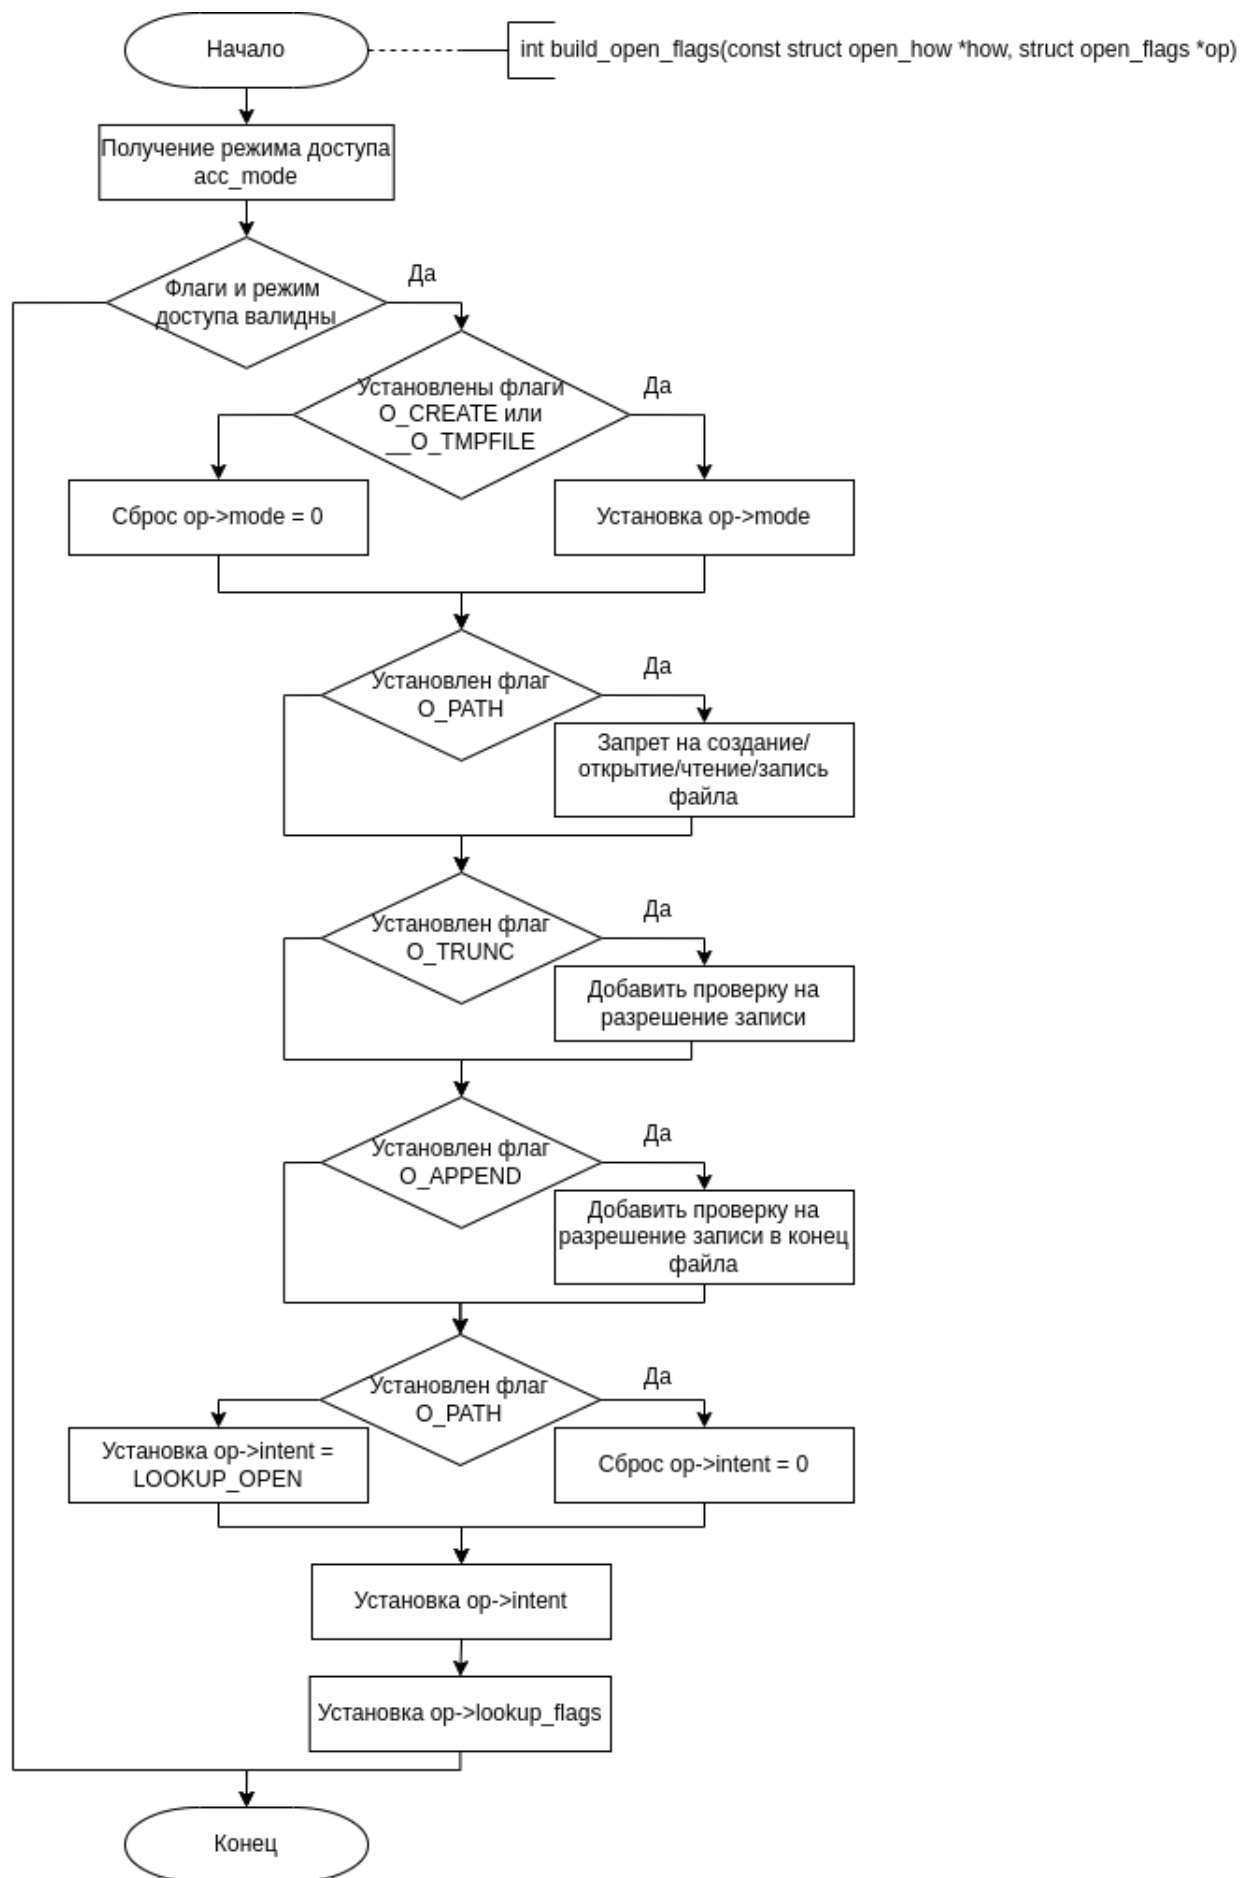 Начало
int build_open_flags(const struct open_how *how, struct open_flags *op)
Получение режима доступа
acc_mode
Да
Флаги и режим
доступа валидны
Установлены флаги
O_CREATE или
__O_TMPFILE
Да
Сброс op->mode = 0
Установка op->mode
Установлен флаг
O_PATH
Да
Запрет на создание/
открытие/чтение/запись
файла
Установлен флаг
O_TRUNC
Да
Добавить проверку на
разрешение записи
Установлен флаг
O_APPEND
Да
Добавить проверку на
разрешение записи в конец
файла
Установлен флаг
O_PATH
Да
Установка op->intent =
LOOKUP_OPEN
Сброс op->intent = 0
Установка op->intent
Установка op->lookup_flags
Конец